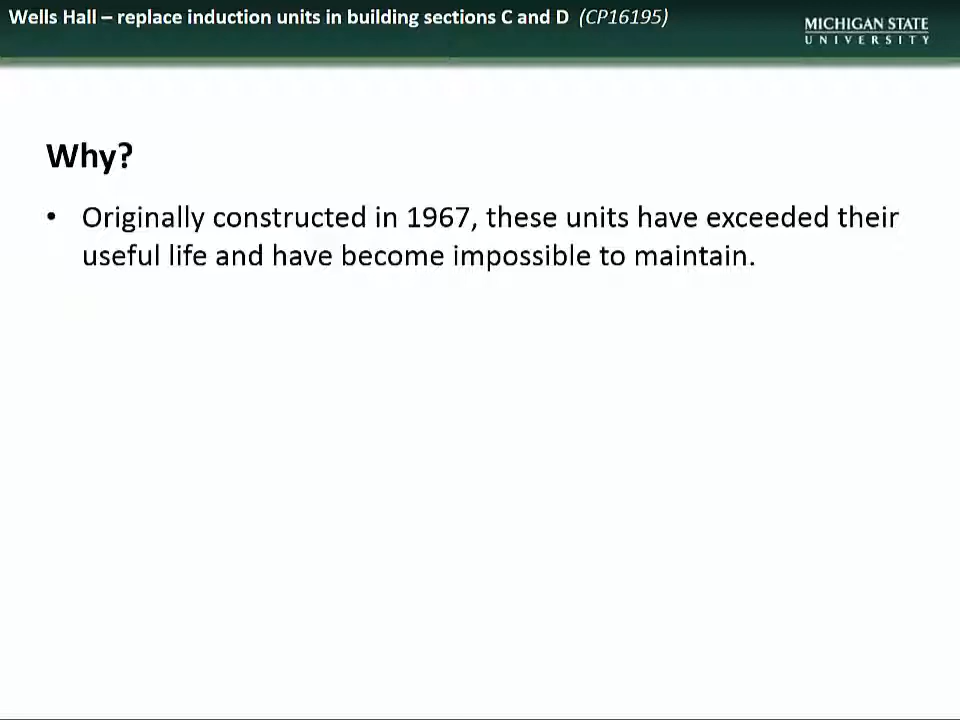 Wells Hall – replace induction units in building sections C and D (CP16195)
MICHIGAN STATE
UNIVERSITY
Why?
• Originally constructed in 1967, these units have exceeded their
useful life and have become impossible to maintain.